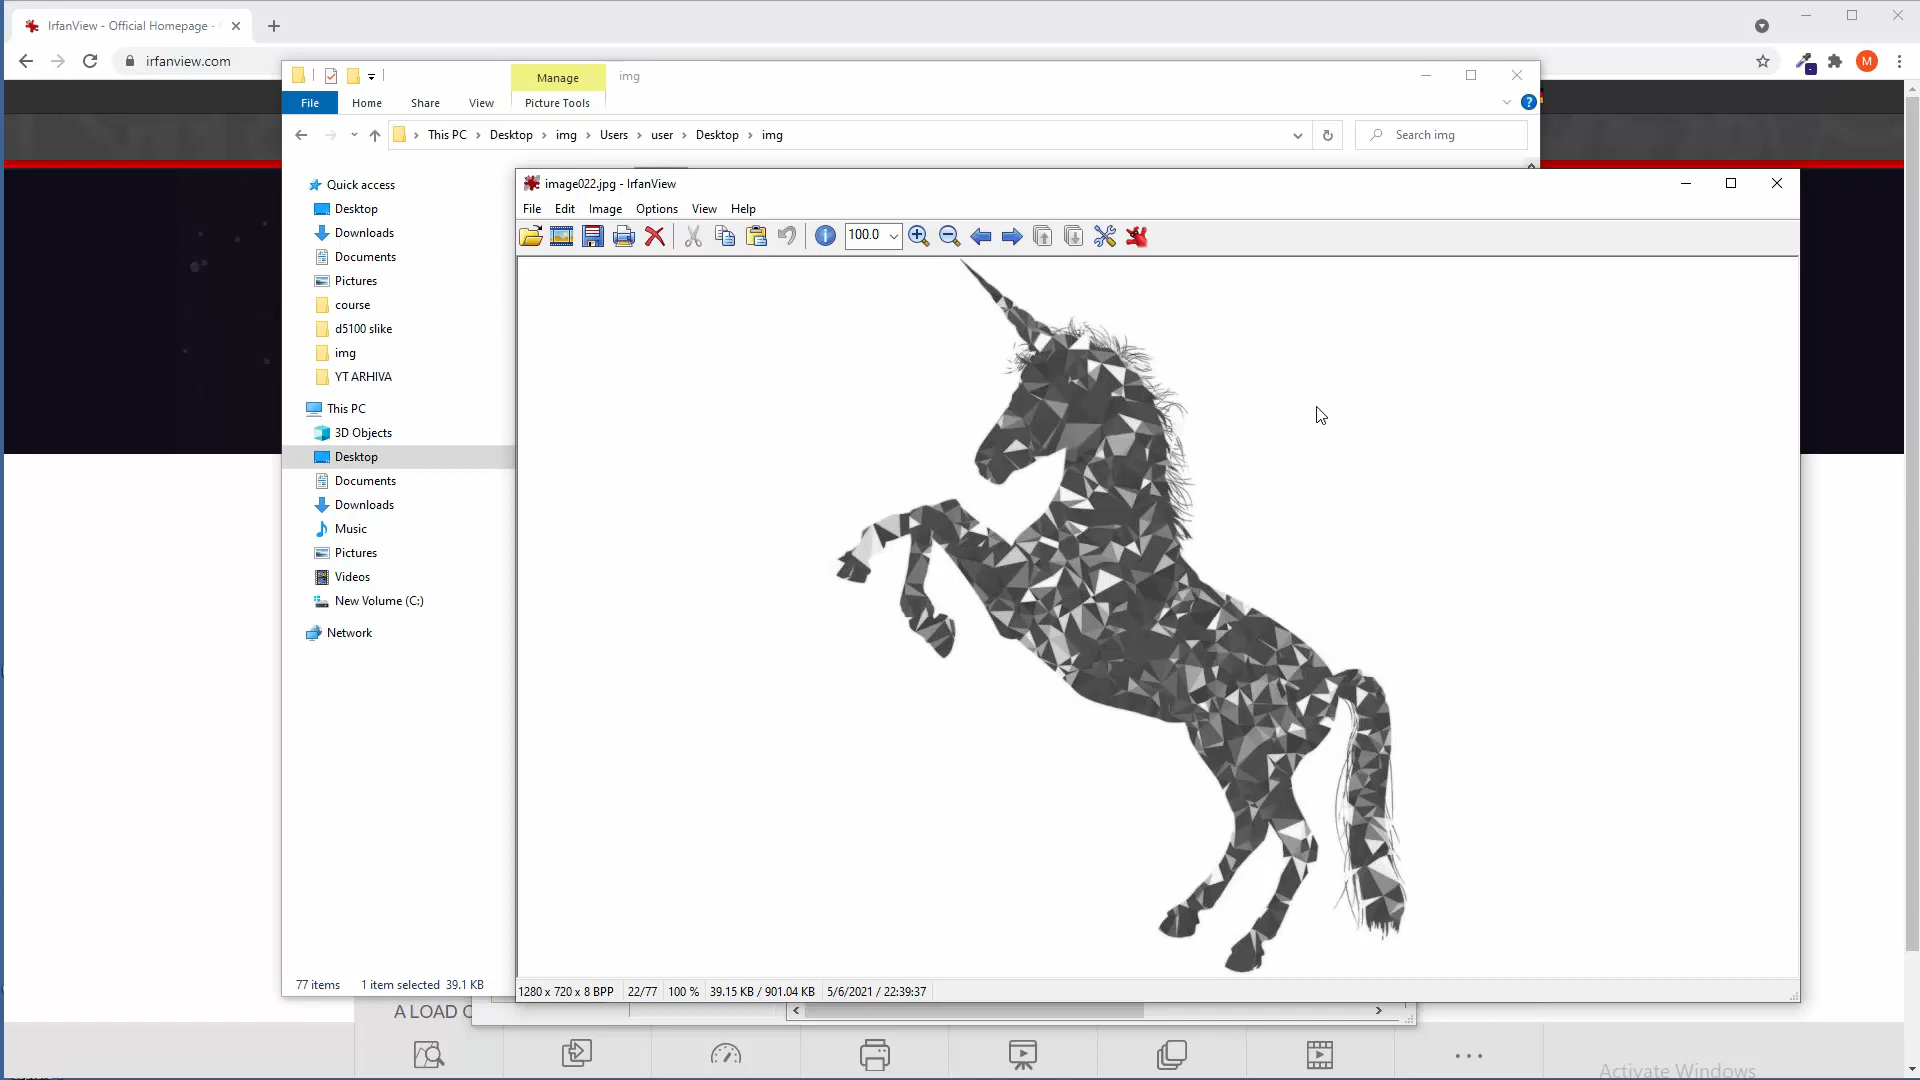 IrfanView - Official Homepage -
irfanview.com
M
Manage
img
File
Home
Share
View
Picture Tools
This PC
Desktop
img
Users
user
Desktop
img
Search img
Quick access
Desktop
Downloads
Documents
Pictures
course
d5100 slike
img
YT ARHIVA
This PC
3D Objects
Desktop
Documents
Downloads
Music
Pictures
Videos
New Volume (C:)
Network
77 items
1 item selected 39.1 KB
image022.jpg - IrfanView
File
Edit
Image
Options
View
Help
100.0
1280 x 720 x 8 BPP
22/77
100 %
39.15 KB / 901.04 KB
5/6/2021 / 22:39:37
A LOAD
Activate Windows